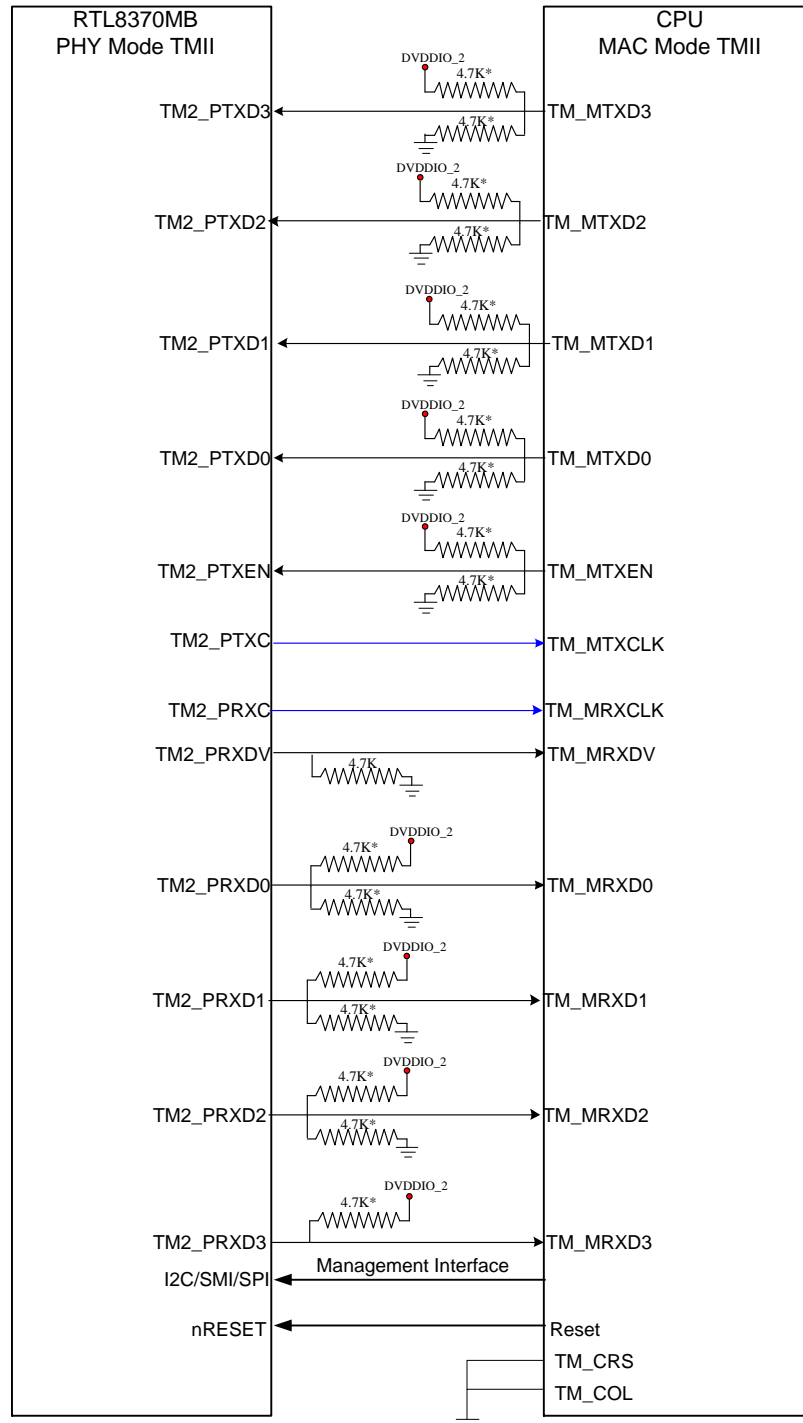 RTL8370MB
PHY Mode TMII
CPU
MAC Mode TMII
DVDDIO_2
4.7K*
TM2_PTXD3
TM_MTXD3
4.7K*
DVDDIO_2
4.7K*
TM2_PTXD2
TM_MTXD2
4.7K*
DVDDIO_2
4.7K*
TM2_PTXD1
TM_MTXD1
4.7K*
DVDDIO_2
4.7K*
TM2_PTXD0
TM_MTXD0
4.7K*
DVDDIO_2
4.7K*
TM2_PTXEN
TM_MTXEN
4.7K*
TM2_PTXC
TM_MTXCLK
TM2_PRXC
TM_MRXCLK
TM2_PRXDV
TM_MRXDV
4.7K
DVDDIO_2
4.7K*
TM2_PRXD0
TM_MRXD0
4.7K*
DVDDIO_2
4.7K*
TM2_PRXD1
TM_MRXD1
4.7K*
DVDDIO_2
4.7K*
TM2_PRXD2
TM_MRXD2
4.7K*
DVDDIO_2
4.7K*
TM2_PRXD3
TM_MRXD3
I2C/SMI/SPI
Management Interface
nRESET
Reset
TM_CRS
TM_COL